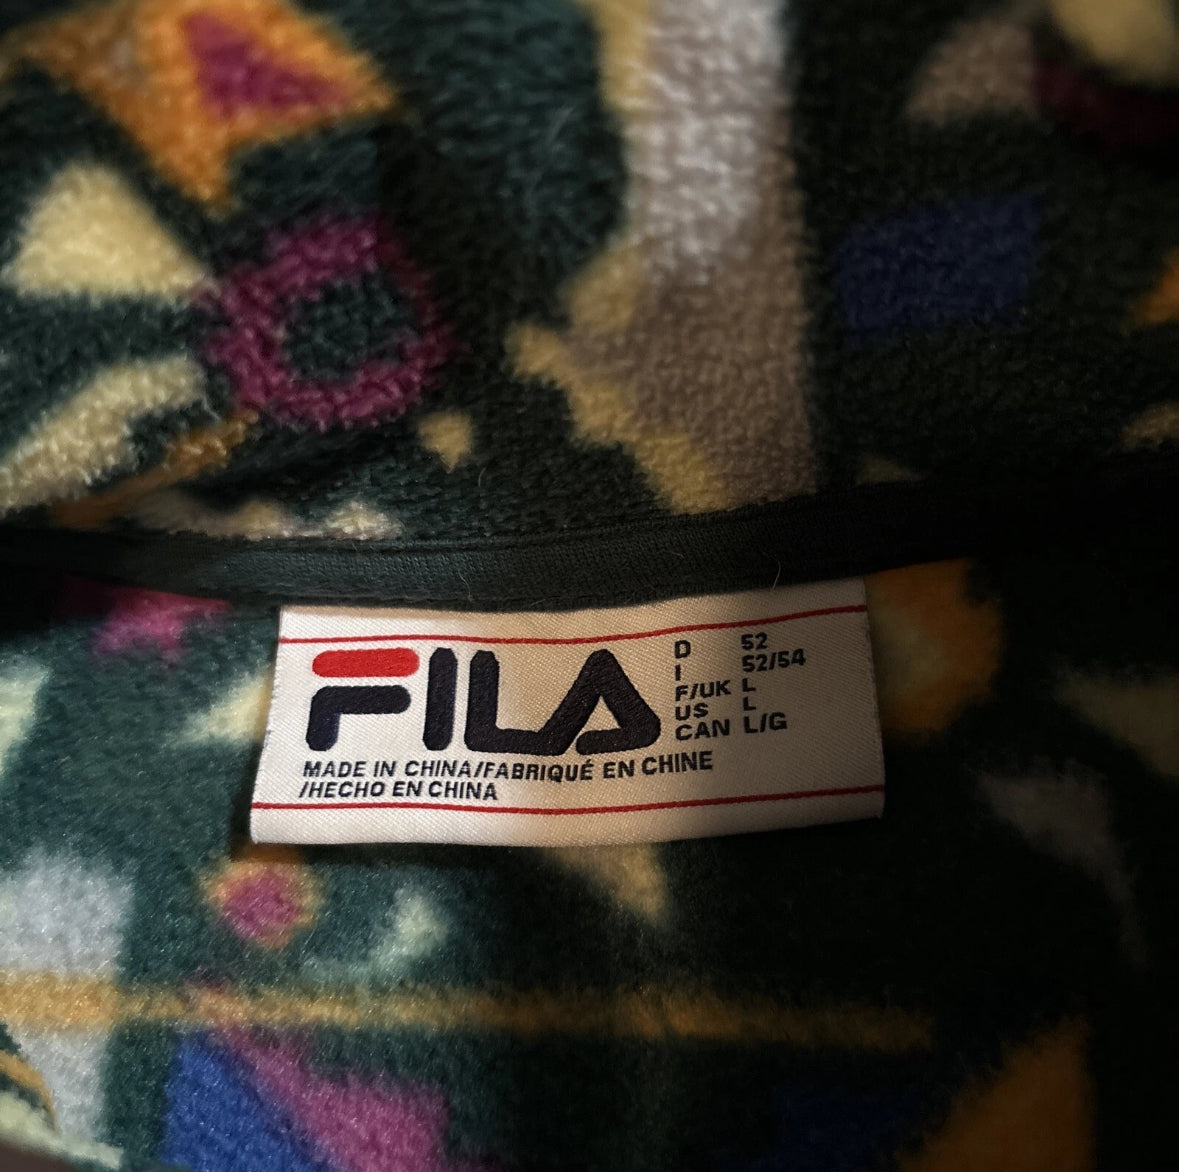 FILA
D 52
I 52/54
F/UK L
US L
CAN L/G
MADE IN CHINA/FABRIQUÉ EN CHINE
/HECHO EN CHINA